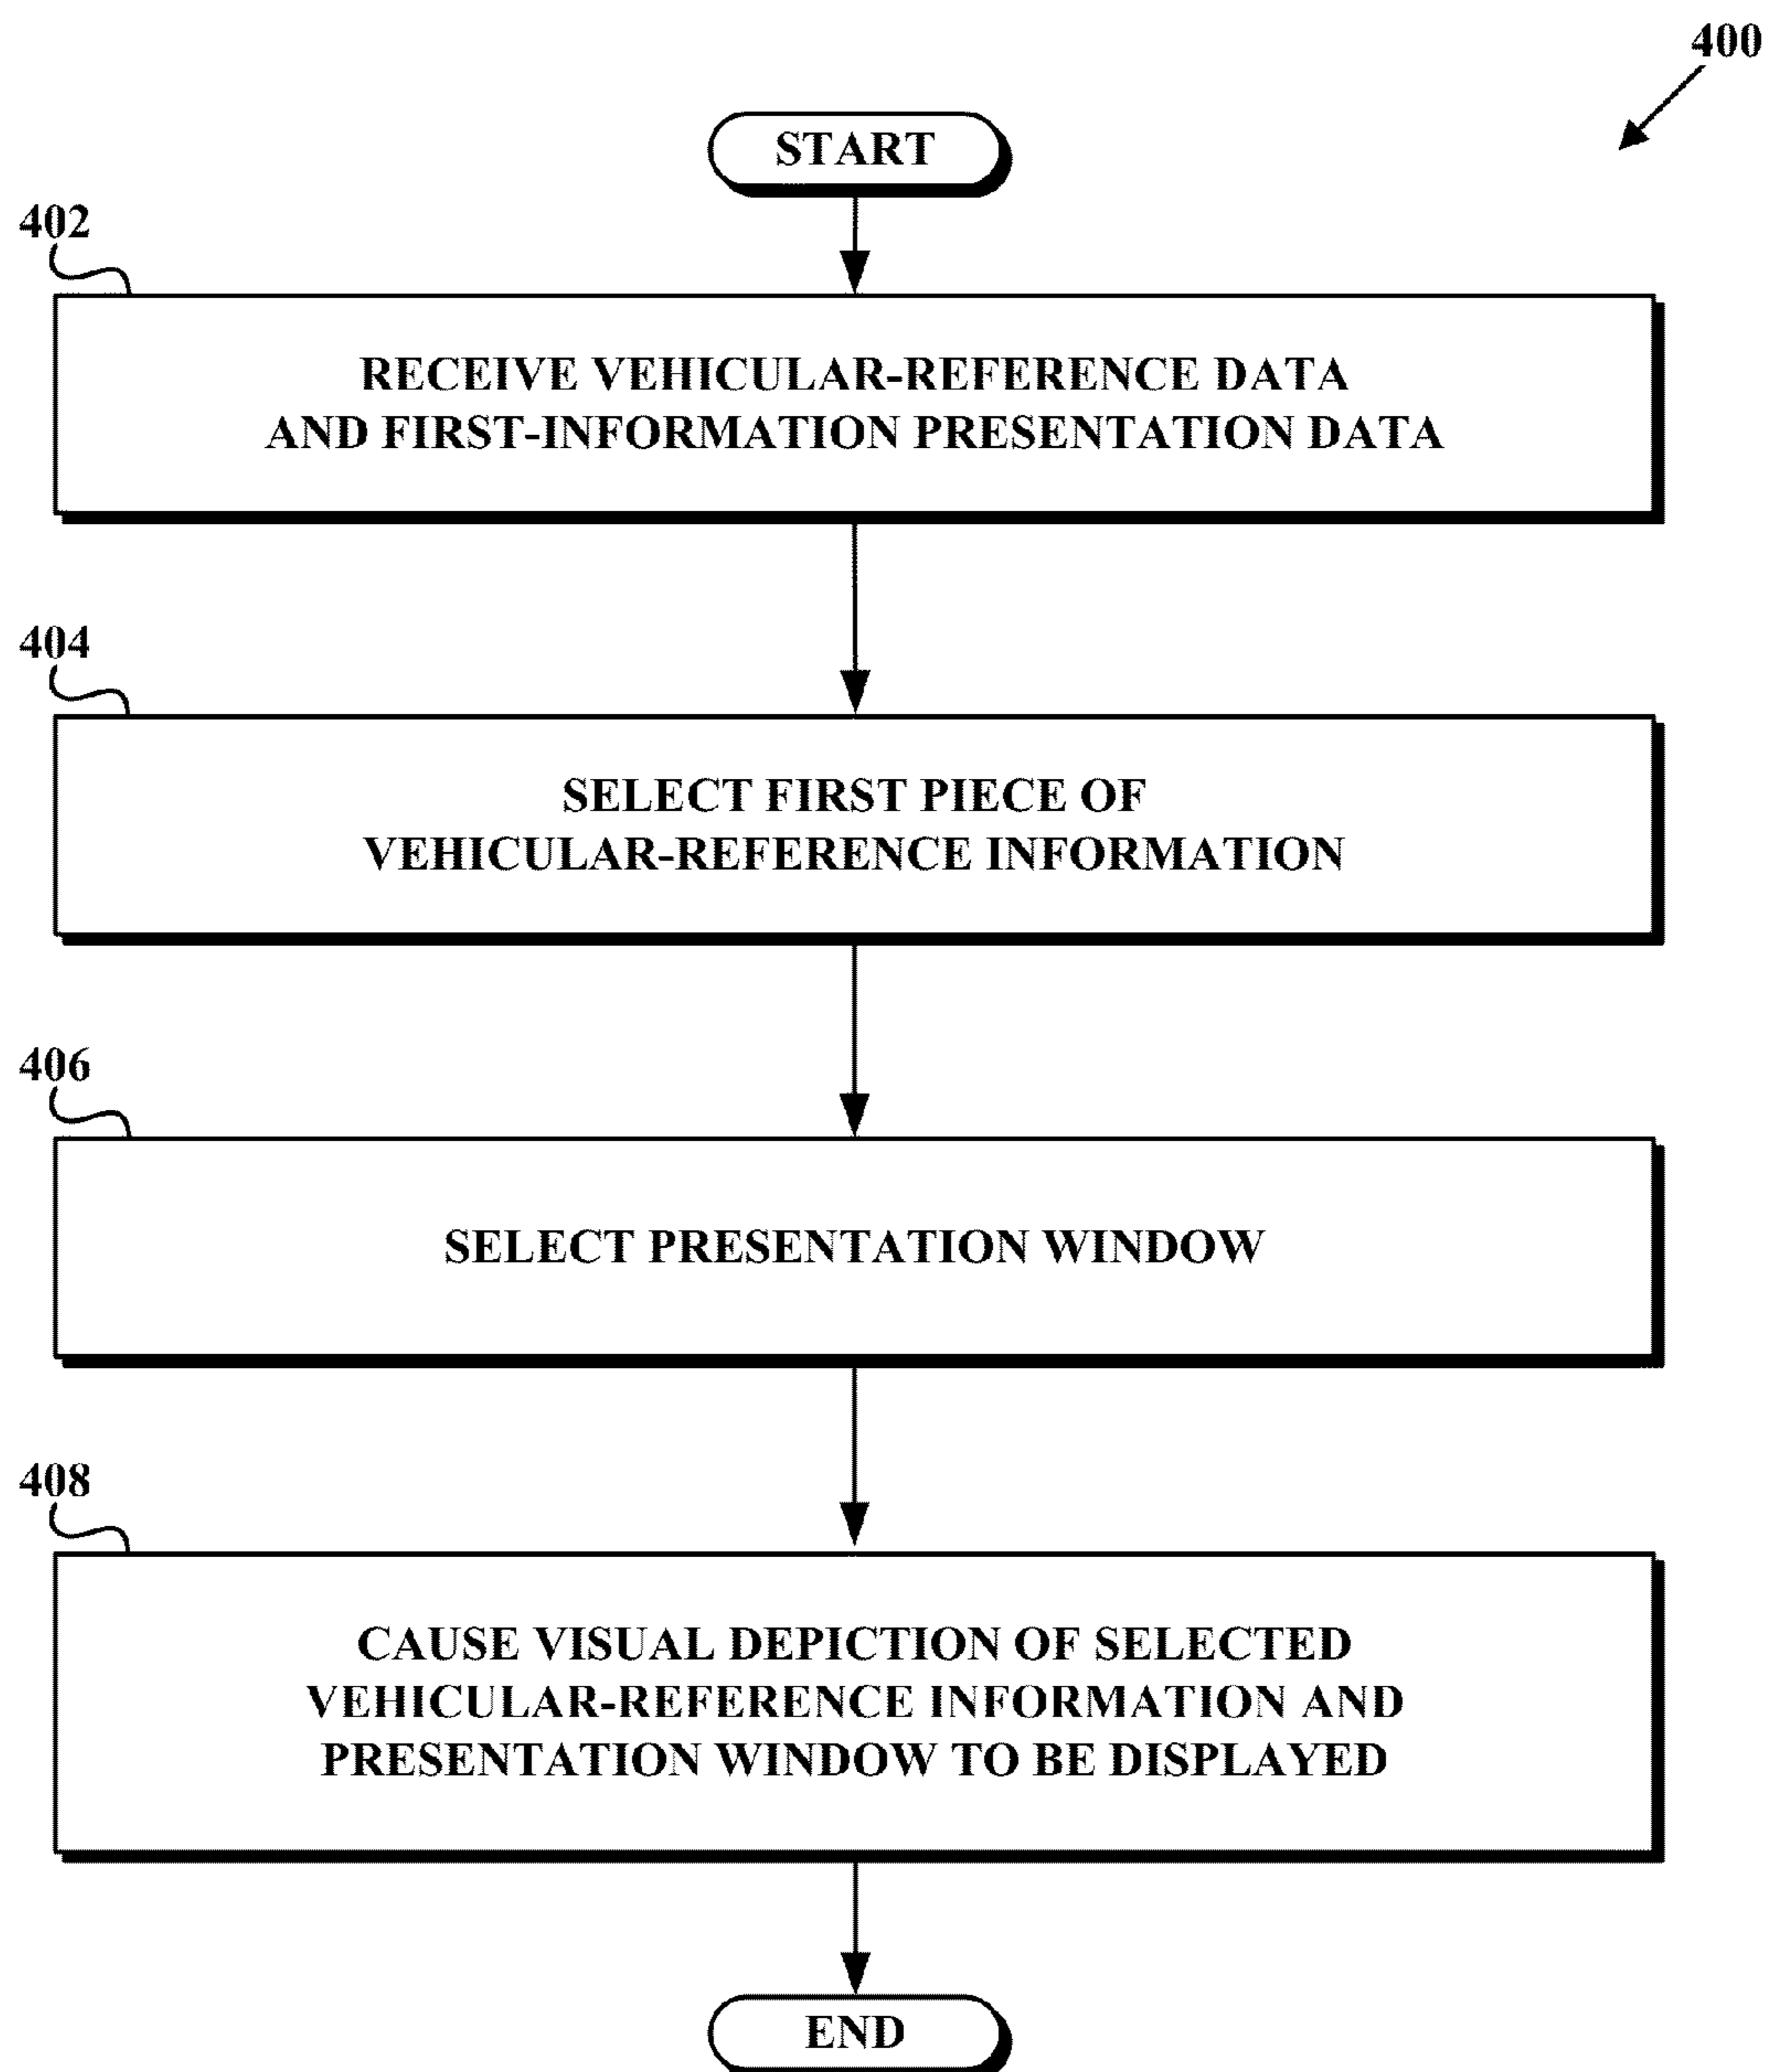 400
START
402
RECEIVE VEHICULAR-REFERENCE DATA
AND FIRST-INFORMATION PRESENTATION DATA
404
SELECT FIRST PIECE OF
VEHICULAR-REFERENCE INFORMATION
406
SELECT PRESENTATION WINDOW
408
CAUSE VISUAL DEPICTION OF SELECTED
VEHICULAR-REFERENCE INFORMATION AND
PRESENTATION WINDOW TO BE DISPLAYED
END